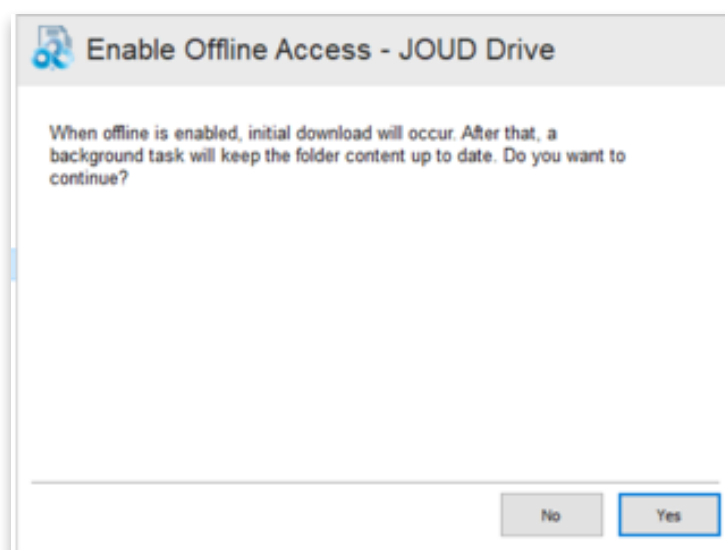 Enable Offline Access - JOUD Drive
When offline is enabled, initial download will occur. After that, a
background task will keep the folder content up to date. Do you want to
continue?
No
Yes